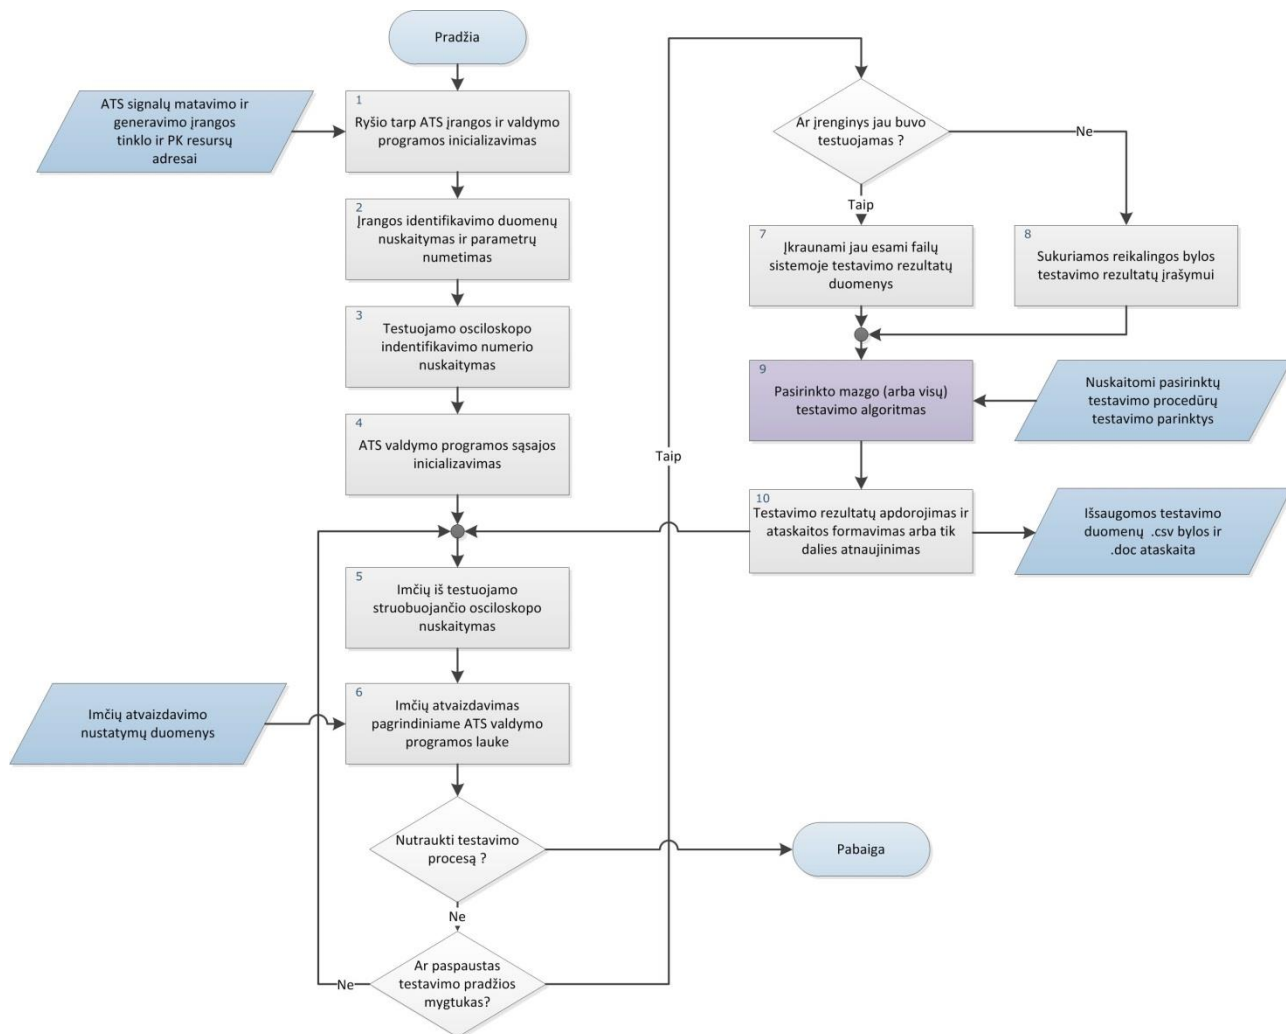 Pradžia
ATS signalų matavimo ir
generavimo įrangos
tinklo ir PK resursų
adresai
1
Ryšio tarp ATS įrangos ir valdymo
programos inicializavimas
2
Įrangos identifikavimo duomenų
nuskaitymas ir parametrų
numetimas
3
Testuojamo osciloskopo
indentifikavimo numerio
nuskaitymas
4
ATS valdymo programos sąsajos
inicializavimas
5
Imčių iš testuojamo
struobuojančio osciloskopo
nuskaitymas
6
Imčių atvaizdavimas
pagrindiniame ATS valdymo
programos lauke
Imčių atvaizdavimo
nustatymų duomenys
Nutraukti testavimo
procesą ?
Pabaiga
Ne
Ar paspaustas
testavimo pradžios
mygtukas?
Ne
Taip
Ar įrenginys jau buvo
testuojamas ?
Ne
Taip
7
Įkraunami jau esami failų
sistemoje testavimo rezultatų
duomenys
8
Sukuriamos reikalingos bylos
testavimo rezultatų įrašymui
9
Pasirinkto mazgo (arba visų)
testavimo algoritmas
Nuskaitomi pasirinktų
testavimo procedūrų
testavimo parinktys
10
Testavimo rezultatų apdorojimas ir
ataskaitos formavimas arba tik
dalies atnaujinimas
Išsaugomos testavimo
duomenų .csv bylos ir
.doc ataskaita